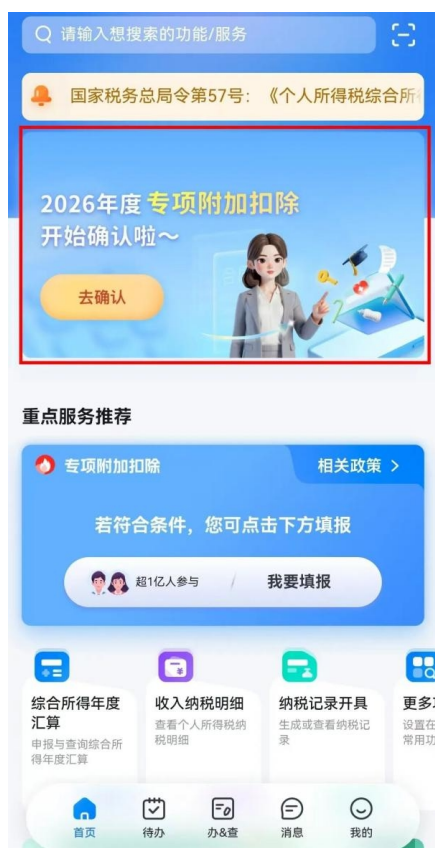 请输入想搜索的功能/服务
国家税务总局令第57号：《个人所得税综合所
2026年度 专项附加扣除
开始确认啦～
去确认
重点服务推荐
专项附加扣除
相关政策 >
若符合条件，您可点击下方填报
超1亿人参与 / 我要填报
综合所得年度汇算
申报与查询综合所得年度汇算
收入纳税明细
查看个人所得税纳税明细
纳税记录开具
生成或查看纳税记录
更多
设置在
常用功
首页
待办
办&查
消息
我的